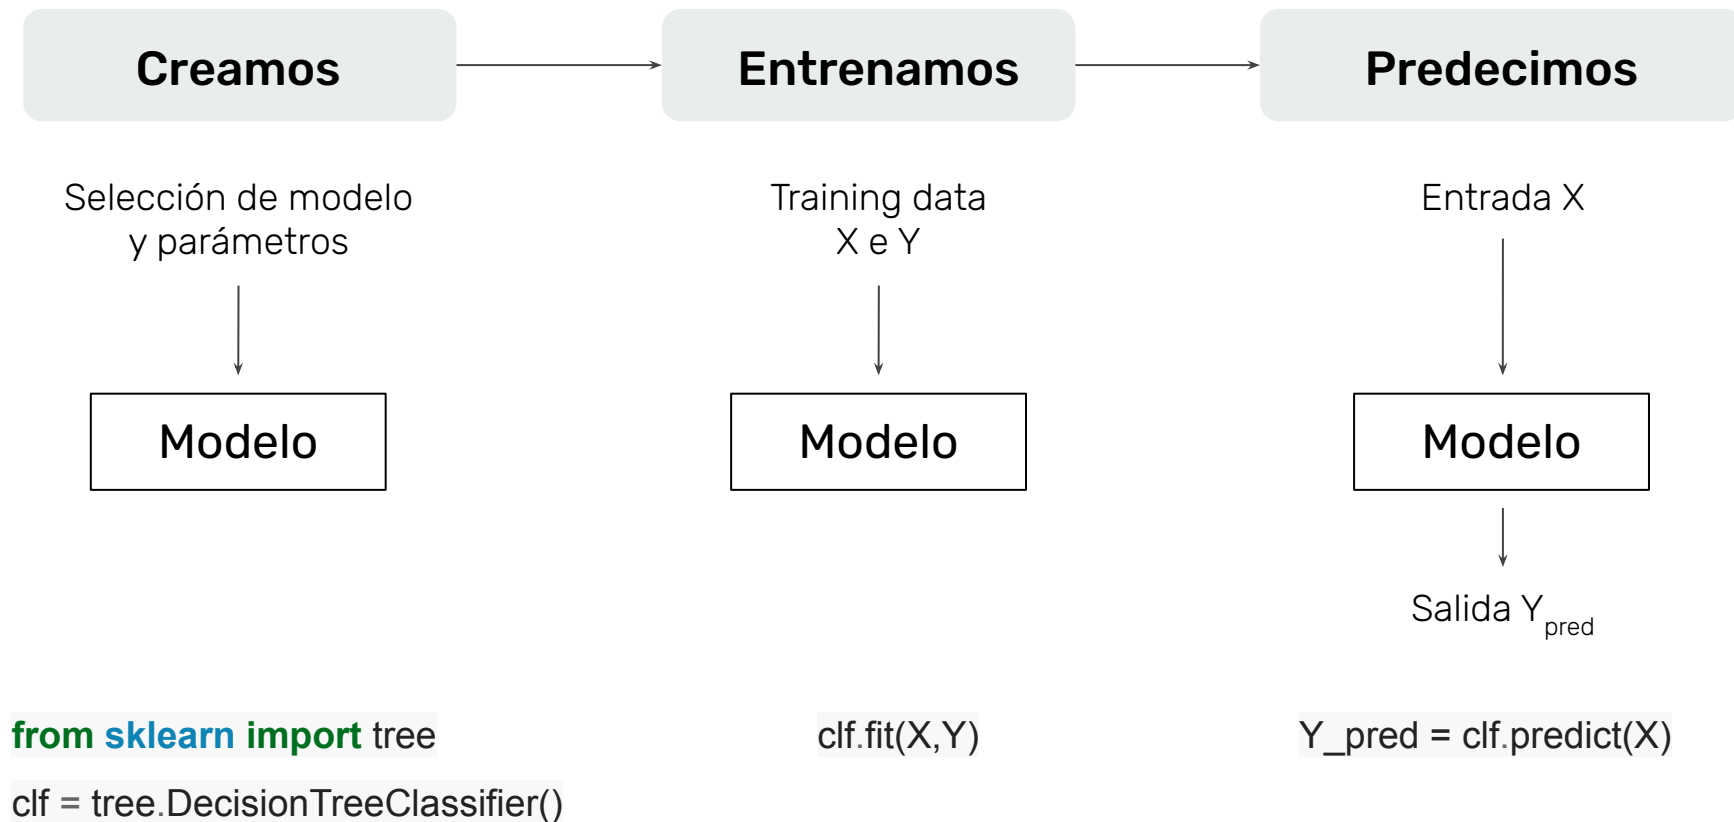 Creamos
Entrenamos
Predecimos
Selección de modelo
y parámetros
Training data
X e Y
Entrada X
Modelo
Modelo
Modelo
Salida Y_pred
from sklearn import tree
clf = tree.DecisionTreeClassifier()
clf.fit(X,Y)
Y_pred = clf.predict(X)